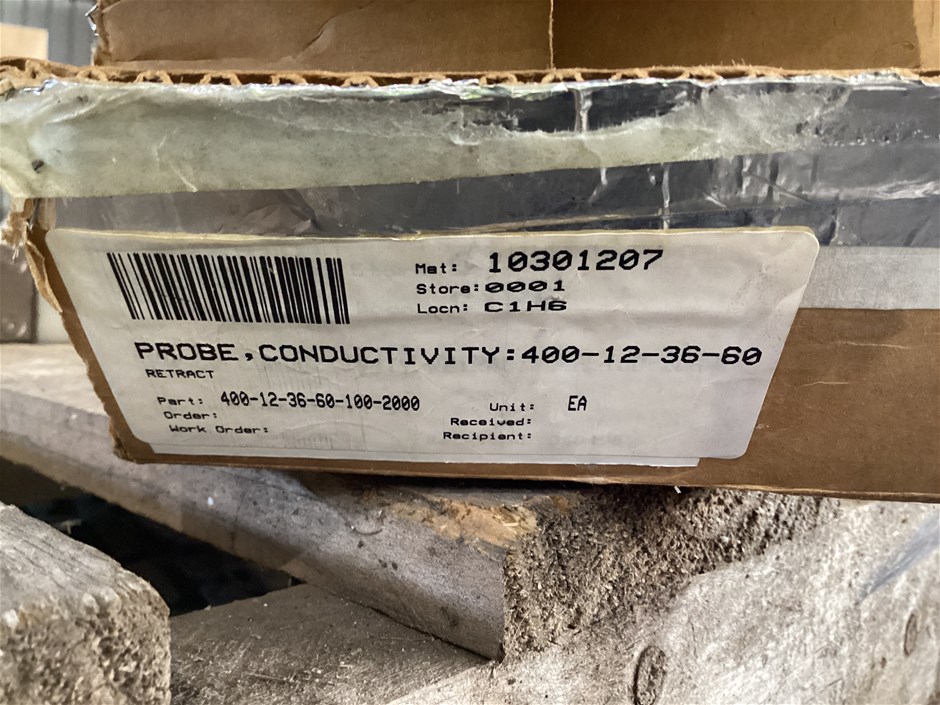 Mat: 10301207
Store: 0001
Locn: C1H6
PROBE,CONDUCTIVITY:400-12-36-60
RETRACT
Part: 400-12-36-60-100-2000 Unit: EA
Order: Received:
Work Order: Recipient: